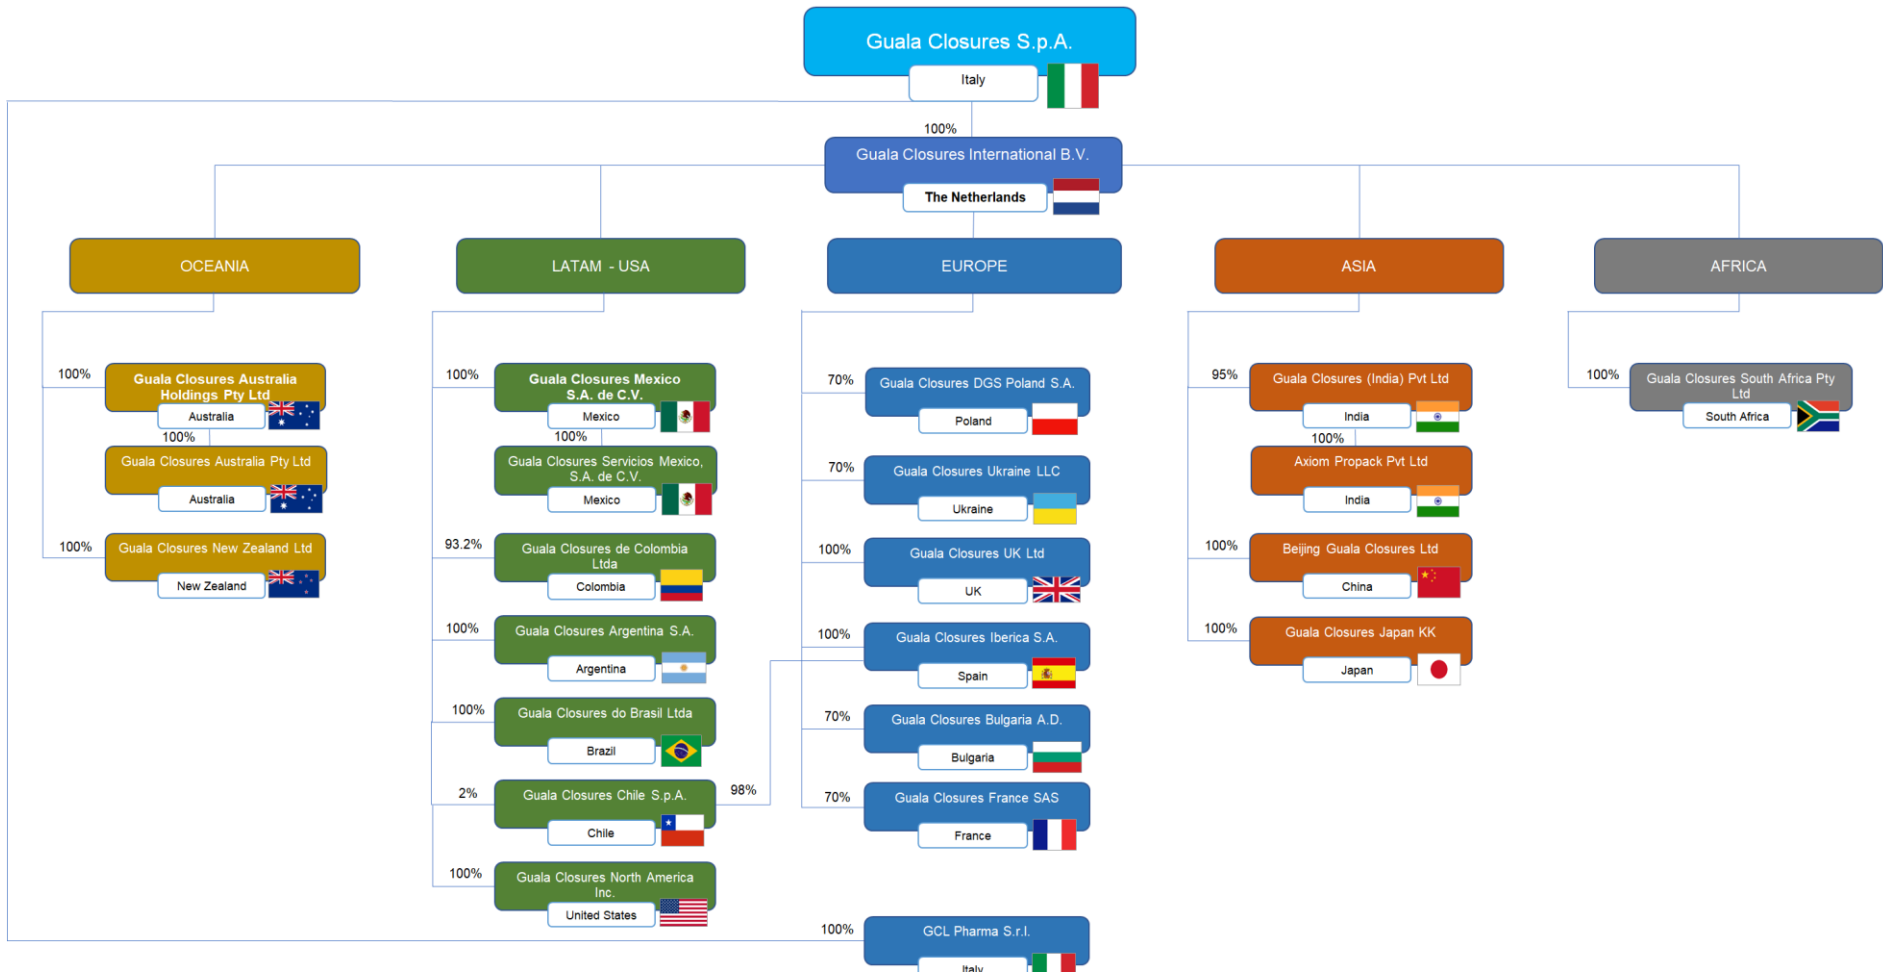 Guala Closures S.p.A.
Italy
100%
Guala Closures International B.V.
The Netherlands
OCEANIA
LATAM - USA
EUROPE
ASIA
AFRICA
100%
Guala Closures Australia
Holdings Pty Ltd
Australia
100%
Guala Closures Australia Pty Ltd
Australia
100%
Guala Closures New Zealand Ltd
New Zealand
100%
Guala Closures Mexico
S.A. de C.V.
Mexico
100%
Guala Closures Servicios Mexico,
S.A. de C.V.
Mexico
93.2%
Guala Closures de Colombia
Ltda
Colombia
100%
Guala Closures Argentina S.A.
Argentina
100%
Guala Closures do Brasil Ltda
Brazil
2%
Guala Closures Chile S.p.A.
98%
Chile
100%
Guala Closures North America
Inc.
United States
70%
Guala Closures DGS Poland S.A.
Poland
70%
Guala Closures Ukraine LLC
Ukraine
100%
Guala Closures UK Ltd
UK
100%
Guala Closures Iberica S.A.
Spain
70%
Guala Closures Bulgaria A.D.
Bulgaria
70%
Guala Closures France SAS
France
100%
GCL Pharma S.r.l.
Italy
95%
Guala Closures (India) Pvt Ltd
India
100%
Axiom Propack Pvt Ltd
India
100%
Beijing Guala Closures Ltd
China
100%
Guala Closures Japan KK
Japan
100%
Guala Closures South Africa Pty
Ltd
South Africa